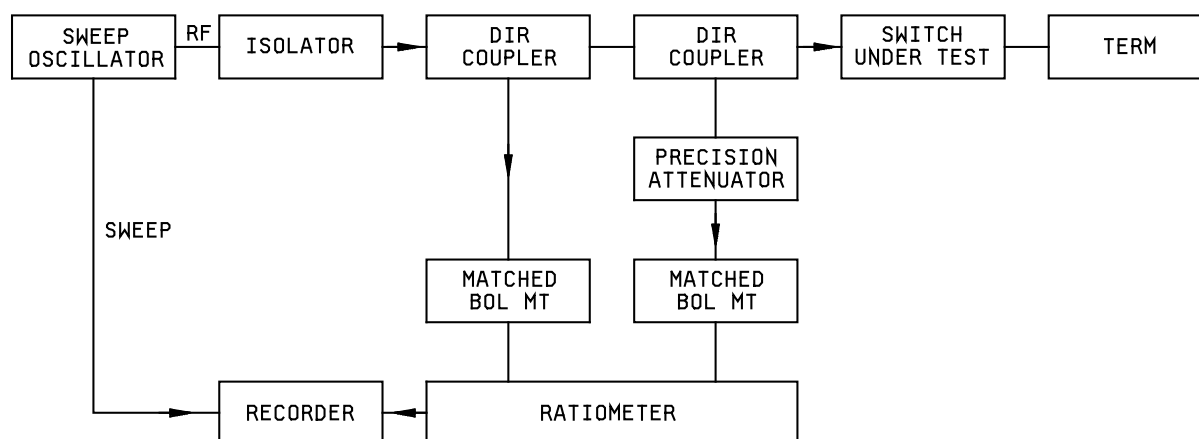 SWEEP
OSCILLATOR
RF
ISOLATOR
DIR
COUPLER
DIR
COUPLER
SWITCH
UNDER TEST
TERM
PRECISION
ATTENUATOR
SWEEP
MATCHED
BOL MT
MATCHED
BOL MT
RECORDER
RATIOMETER